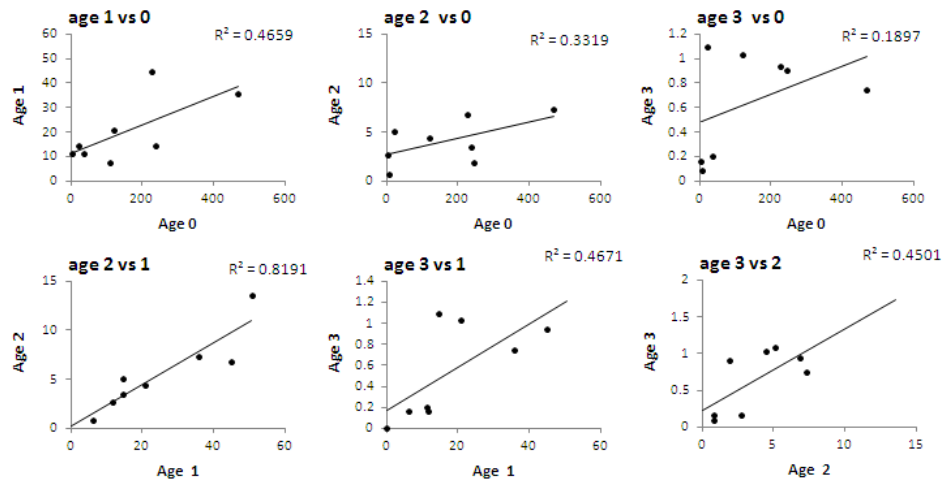 age 1 vs 0
R² = 0.4659
60
50
40
30
20
10
0
Age 1
0
200
400
600
Age 0
age 2 vs 0
R² = 0.3319
15
10
5
0
Age 2
0
200
400
600
Age 0
age 3 vs 0
R² = 0.1897
1.2
1
0.8
0.6
0.4
0.2
0
Age 3
0
200
400
600
Age 0
age 2 vs 1
R² = 0.8191
15
10
5
0
Age 2
0
20
40
60
Age 1
age 3 vs 1
R² = 0.4671
1.4
1.2
1
0.8
0.6
0.4
0.2
0
Age 3
0
20
40
60
Age 1
age 3 vs 2
R² = 0.4501
2
1.5
1
0.5
0
Age 3
0
5
10
15
Age 2